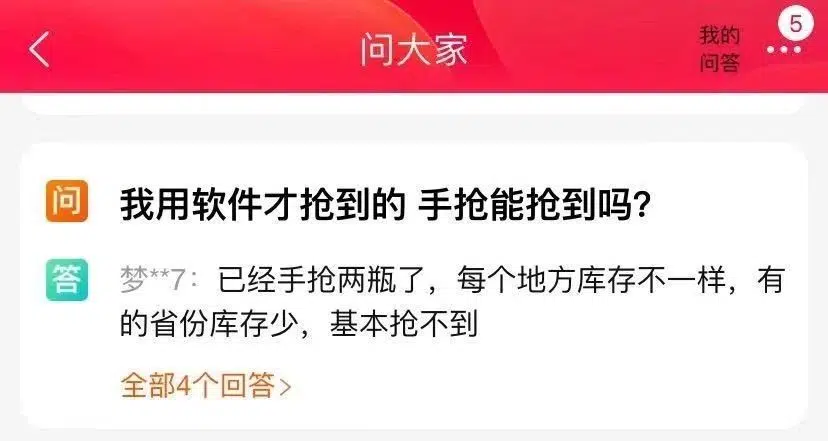 5
问大家
我的
问答
问 我用软件才抢到的 手抢能抢到吗?
答 梦**7：已经手抢两瓶了，每个地方库存不一样，有
的省份库存少，基本抢不到
全部4个回答>